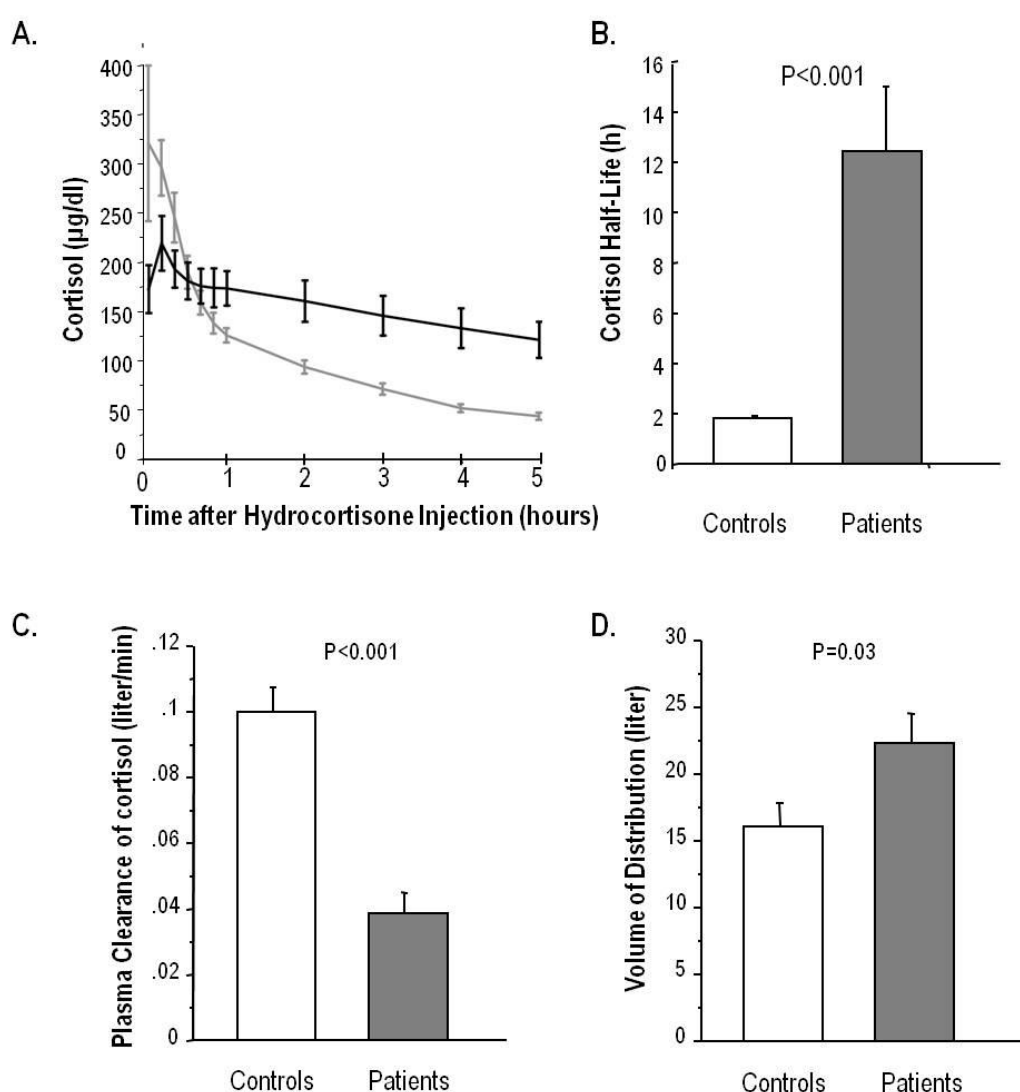 A.
Cortisol (µg/dl)
400
350
300
250
200
150
100
50
0
0 1 2 3 4 5
Time after Hydrocortisone Injection (hours)
B.
P<0.001
Cortisol Half-Life (h)
16
14
12
10
8
6
4
2
0
Controls Patients
C.
P<0.001
Plasma Clearance of cortisol (liter/min)
.12
.1
.08
.06
.04
.02
0
Controls Patients
D.
P=0.03
Volume of Distribution (liter)
30
25
20
15
10
5
0
Controls Patients